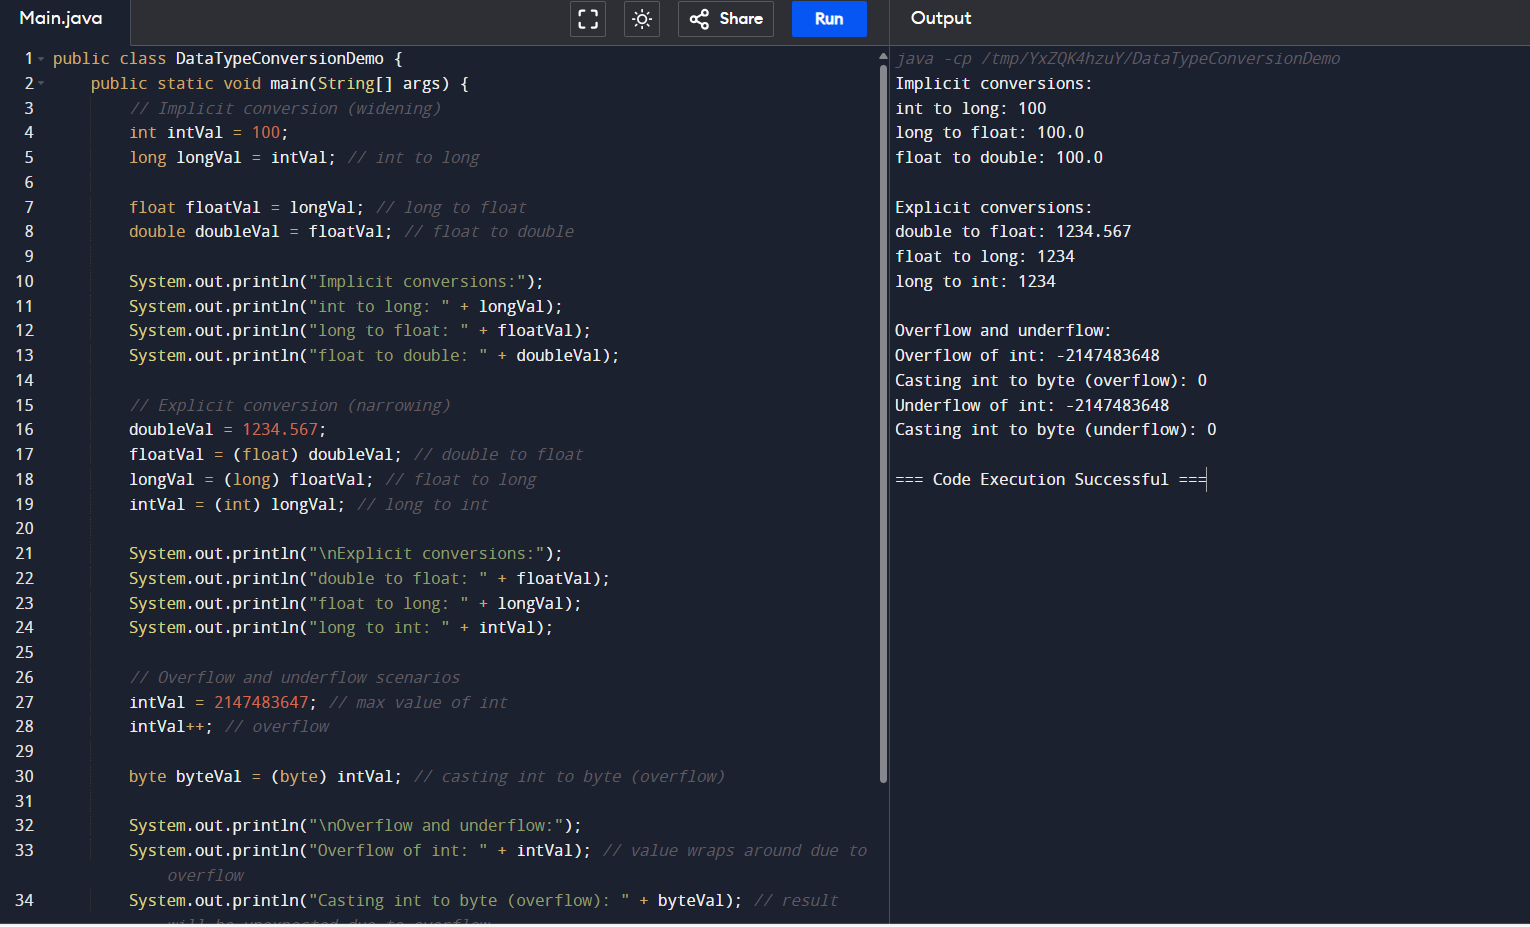 Main.java
Share
Run
Output
1 public class DataTypeConversionDemo {
2 public static void main(String[] args) {
3 // Implicit conversion (widening)
4 int intVal = 100;
5 long longVal = intVal; // int to long
6
7 float floatVal = longVal; // long to float
8 double doubleVal = floatVal; // float to double
9
10 System.out.println("Implicit conversions:");
11 System.out.println("int to long: " + longVal);
12 System.out.println("long to float: " + floatVal);
13 System.out.println("float to double: " + doubleVal);
14
15 // Explicit conversion (narrowing)
16 doubleVal = 1234.567;
17 floatVal = (float) doubleVal; // double to float
18 longVal = (long) floatVal; // float to long
19 intVal = (int) longVal; // long to int
20
21 System.out.println("\nExplicit conversions:");
22 System.out.println("double to float: " + floatVal);
23 System.out.println("float to long: " + longVal);
24 System.out.println("long to int: " + intVal);
25
26 // Overflow and underflow scenarios
27 intVal = 2147483647; // max value of int
28 intVal++; // overflow
29
30 byte byteVal = (byte) intVal; // casting int to byte (overflow)
31
32 System.out.println("\nOverflow and underflow:");
33 System.out.println("Overflow of int: " + intVal); // value wraps around due to
overflow
34 System.out.println("Casting int to byte (overflow): " + byteVal); // result
will be unexpected due to overflow
java -cp /tmp/YxZQK4hzuY/DataTypeConversionDemo
Implicit conversions:
int to long: 100
long to float: 100.0
float to double: 100.0

Explicit conversions:
double to float: 1234.567
float to long: 1234
long to int: 1234

Overflow and underflow:
Overflow of int: -2147483648
Casting int to byte (overflow): 0
Underflow of int: -2147483648
Casting int to byte (underflow): 0

=== Code Execution Successful ===